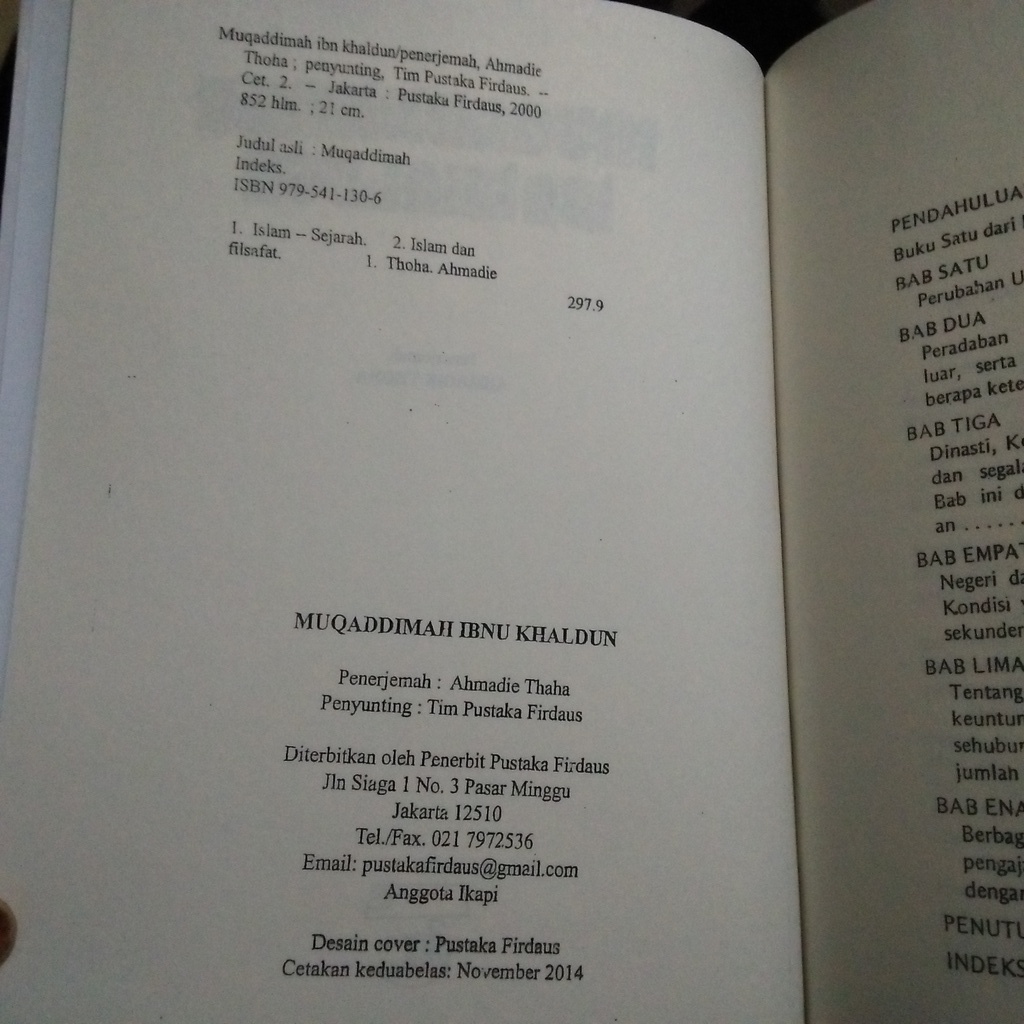 Muqaddimah ibn khaldun/penerjemah, Ahmadie
Thoha ; penyunting, Tim Pustaka Firdaus. --
Cet. 2. – Jakarta : Pustaka Firdaus, 2000
852 hlm. ; 21 cm.
Judul asli : Muqaddimah
Indeks.
ISBN 979-541-130-6
1. Islam – Sejarah. 2. Islam dan
filsafat. 1. Thoha. Ahmadie
297.9
MUQADDIMAH IBNU KHALDUN
Penerjemah : Ahmadie Thaha
Penyunting : Tim Pustaka Firdaus
Diterbitkan oleh Penerbit Pustaka Firdaus
Jln Siaga 1 No. 3 Pasar Minggu
Jakarta 12510
Tel./Fax. 021 7972536
Email: pustakafirdaus@gmail.com
Anggota Ikapi
Desain cover : Pustaka Firdaus
Cetakan keduabelas: November 2014
PENDAHULUA
Buku Satu dari
BAB SATU
Perubahan U
BAB DUA
Peradaban
luar, serta
berapa kete
BAB TIGA
Dinasti, K
dan segala
Bab ini d
an ......
BAB EMPAT
Negeri da
Kondisi
sekunder
BAB LIMA
Tentang
keuntun
sehubun
jumlah
BAB ENA
Berbag
pengaj
dengan
PENUTU
INDEKS